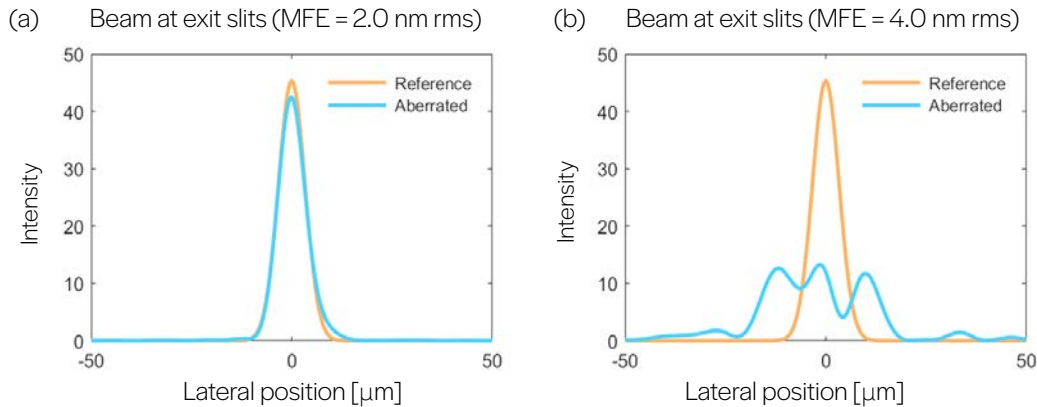 (a) Beam at exit slits (MFE = 2.0 nm rms)
50
40
30
20
10
0
Intensity
Reference
Aberrated
-50 0 50
Lateral position [µm]
(b) Beam at exit slits (MFE = 4.0 nm rms)
50
40
30
20
10
0
Intensity
Reference
Aberrated
-50 0 50
Lateral position [µm]